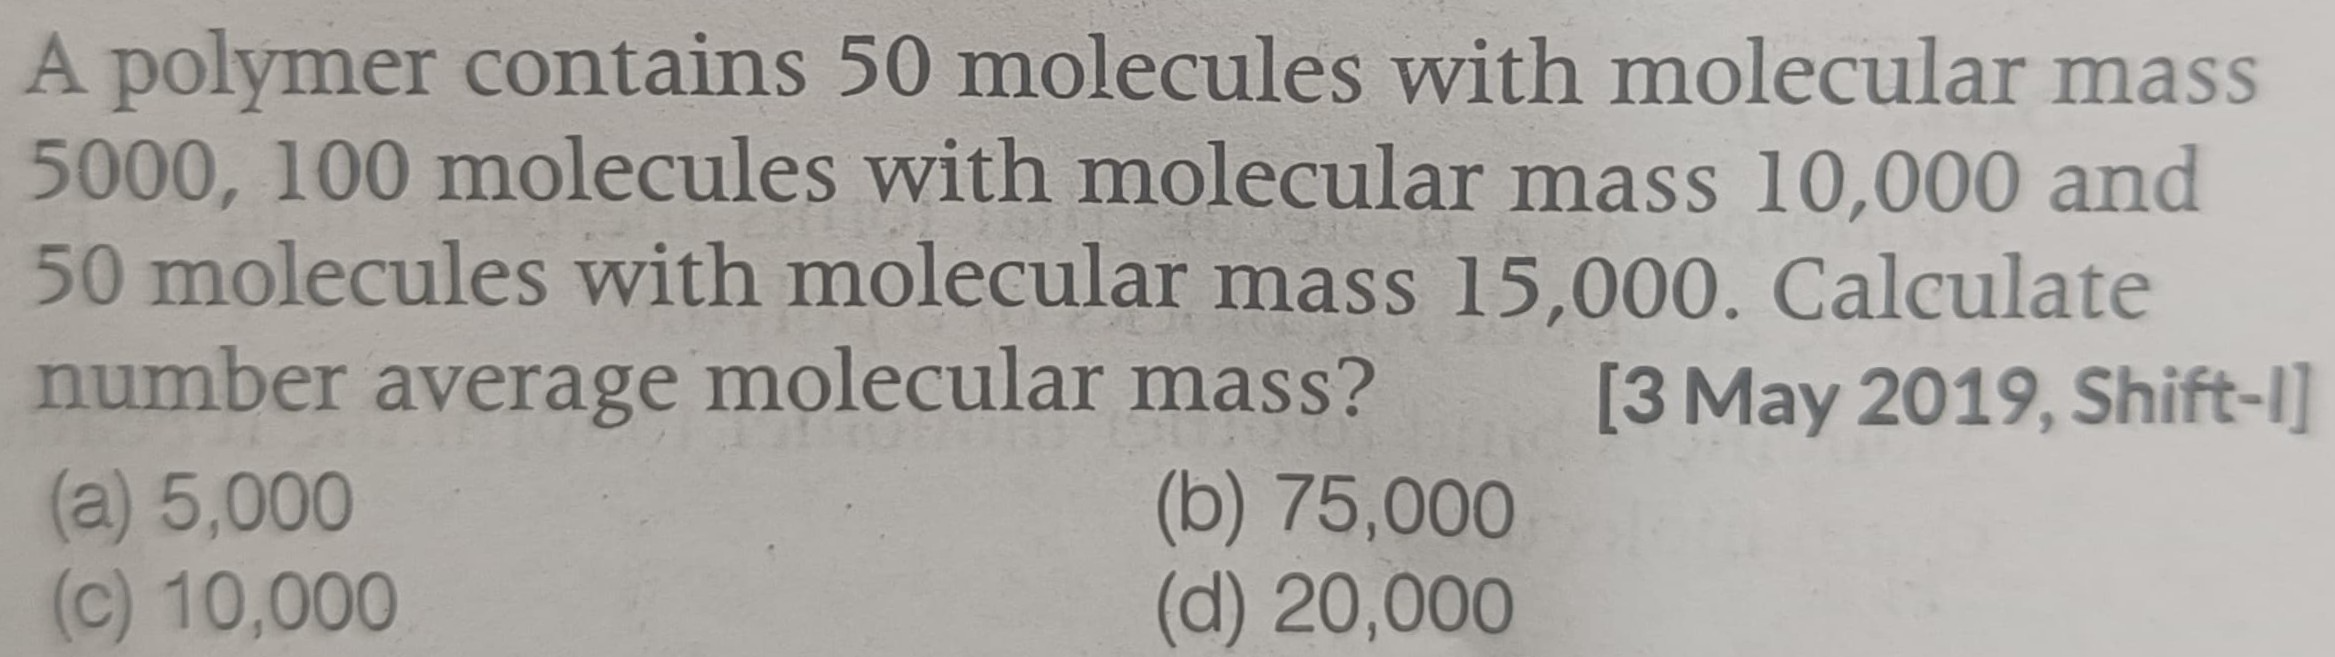 A polymer contains 50 molecules with molecular mass
5000, 100 molecules with molecular mass 10,000 and
50 molecules with molecular mass 15,000. Calculate
number average molecular mass? [3 May 2019, Shift-I]
(a) 5,000 (b) 75,000
(c) 10,000 (d) 20,000